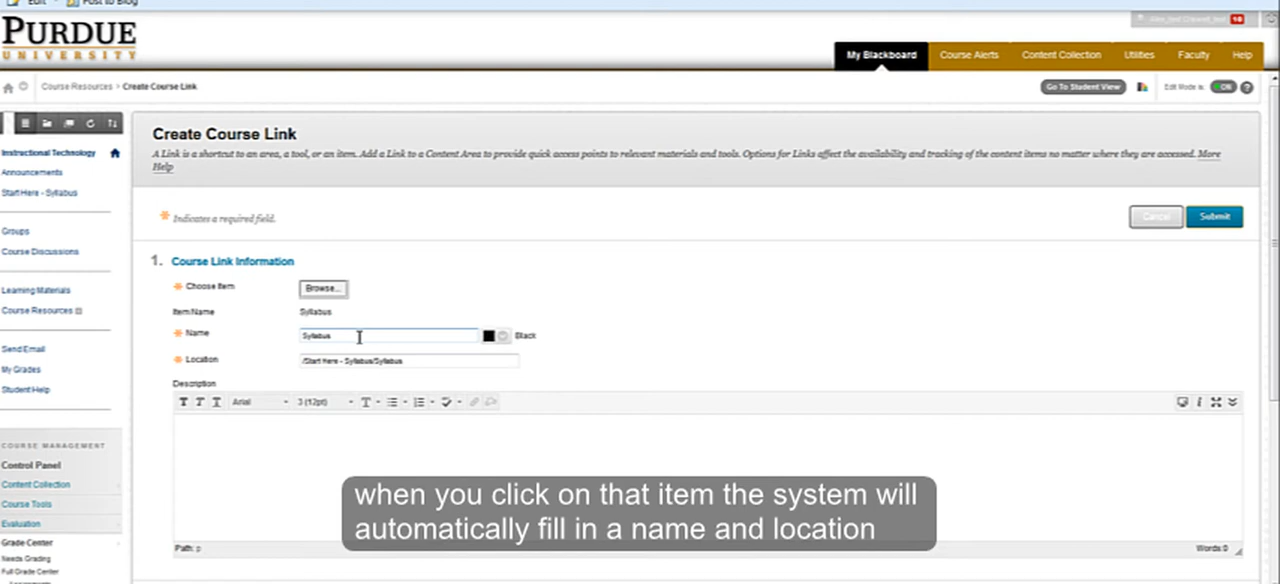 Edit
Post to Blog
PURDUE
UNIVERSITY
My Blackboard
Course Alerts
Content Collection
Utilities
Faculty
Help
Course Resources > Create Course Link
Go To Student View
Edit Mode is:
ON
?
Instructional Technology
Announcements
Start Here - Syllabus
Groups
Course Discussions
Learning Materials
Course Resources
Send Email
My Grades
Student Help
COURSE MANAGEMENT
Control Panel
Content Collection
Course Tools
Evaluation
Grade Center
Needs Grading
Full Grade Center
Create Course Link
A Link is a shortcut to an area, a tool, or an item. Add a Link to a Content Area to provide quick access points to relevant materials and tools. Options for Links affect the availability and tracking of the content items no matter where they are accessed. More
Help
Indicates a required field.
Cancel
Submit
1. Course Link Information
Choose Item
Browse...
Item Name
Syllabus
Name
Syllabus
Black
Location
/Start Here - Syllabus/Syllabus
Description
T T T Arial 3 (12pt) T
Path: p
Words:0
when you click on that item the system will
automatically fill in a name and location